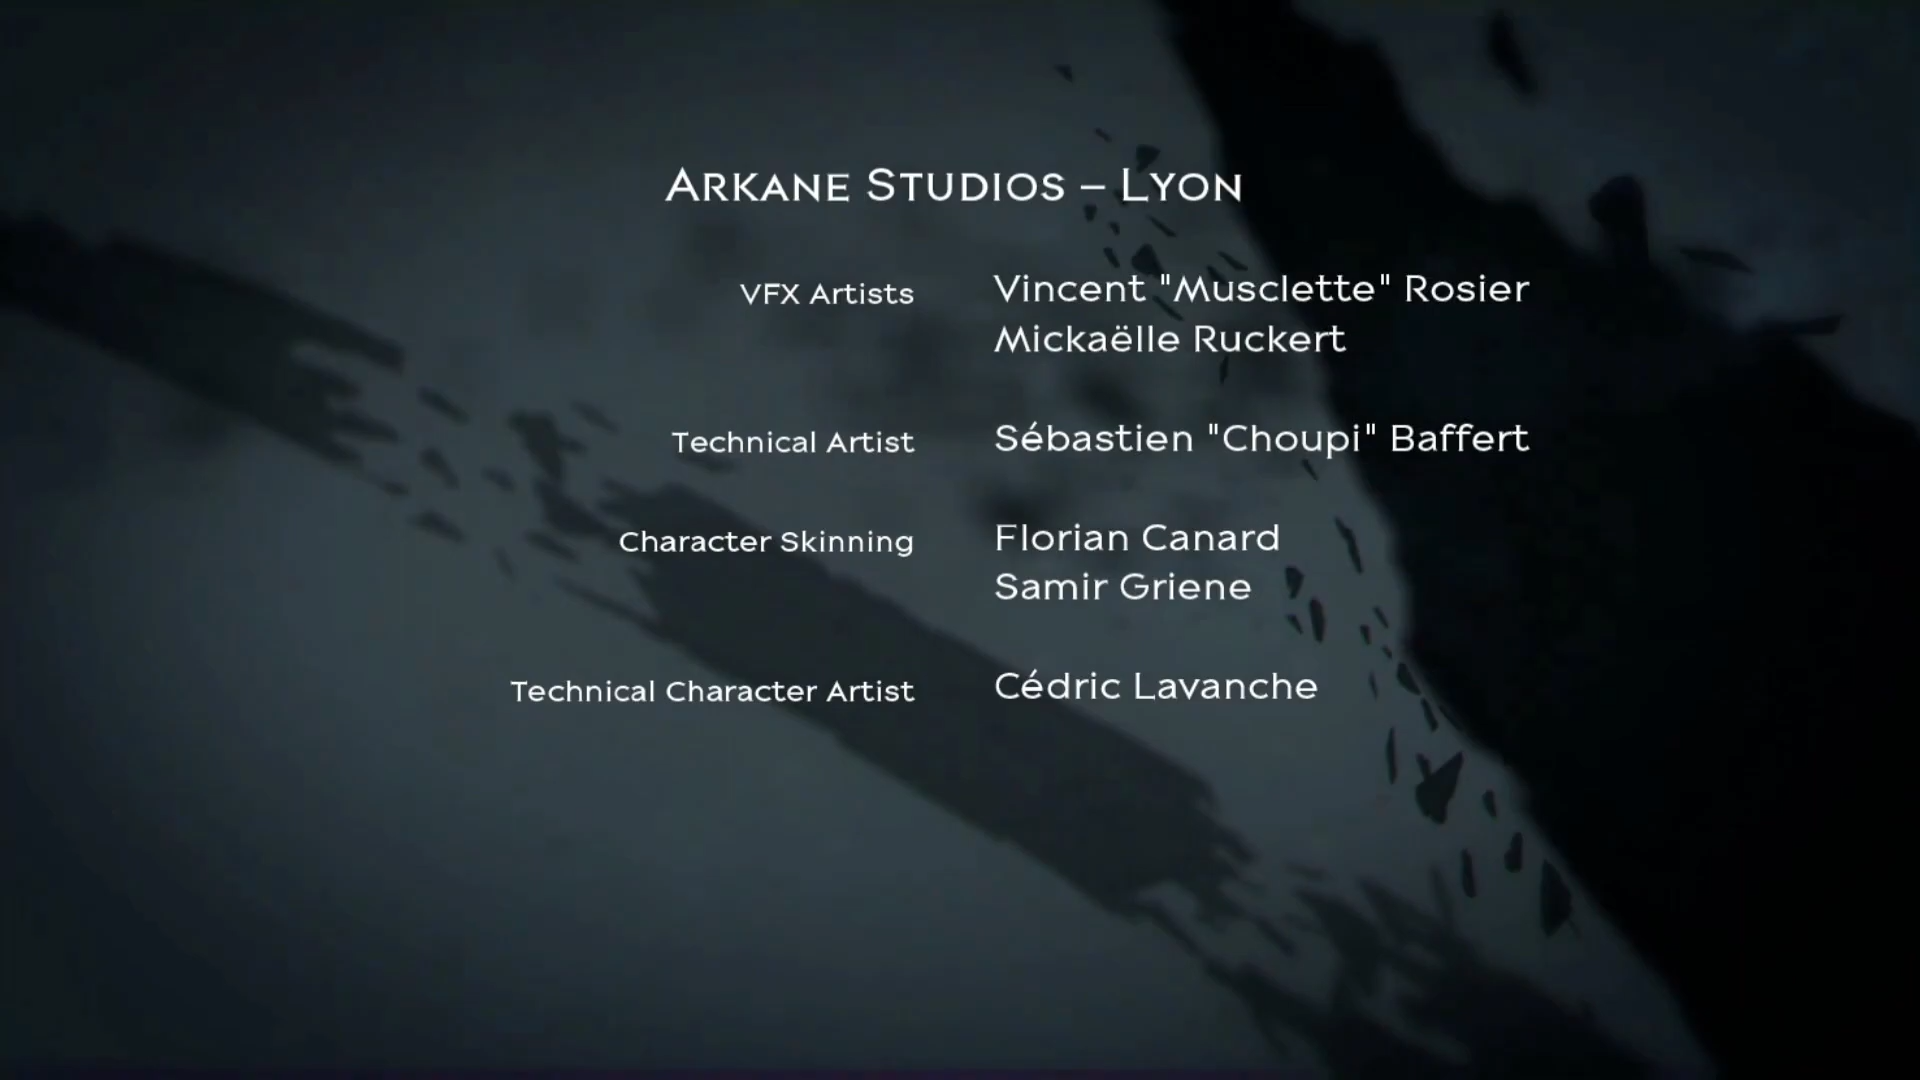 Arkane Studios – Lyon
VFX Artists Vincent "Musclette" Rosier
Mickaëlle Ruckert
Technical Artist Sébastien "Choupi" Baffert
Character Skinning Florian Canard
Samir Griene
Technical Character Artist Cédric Lavanche